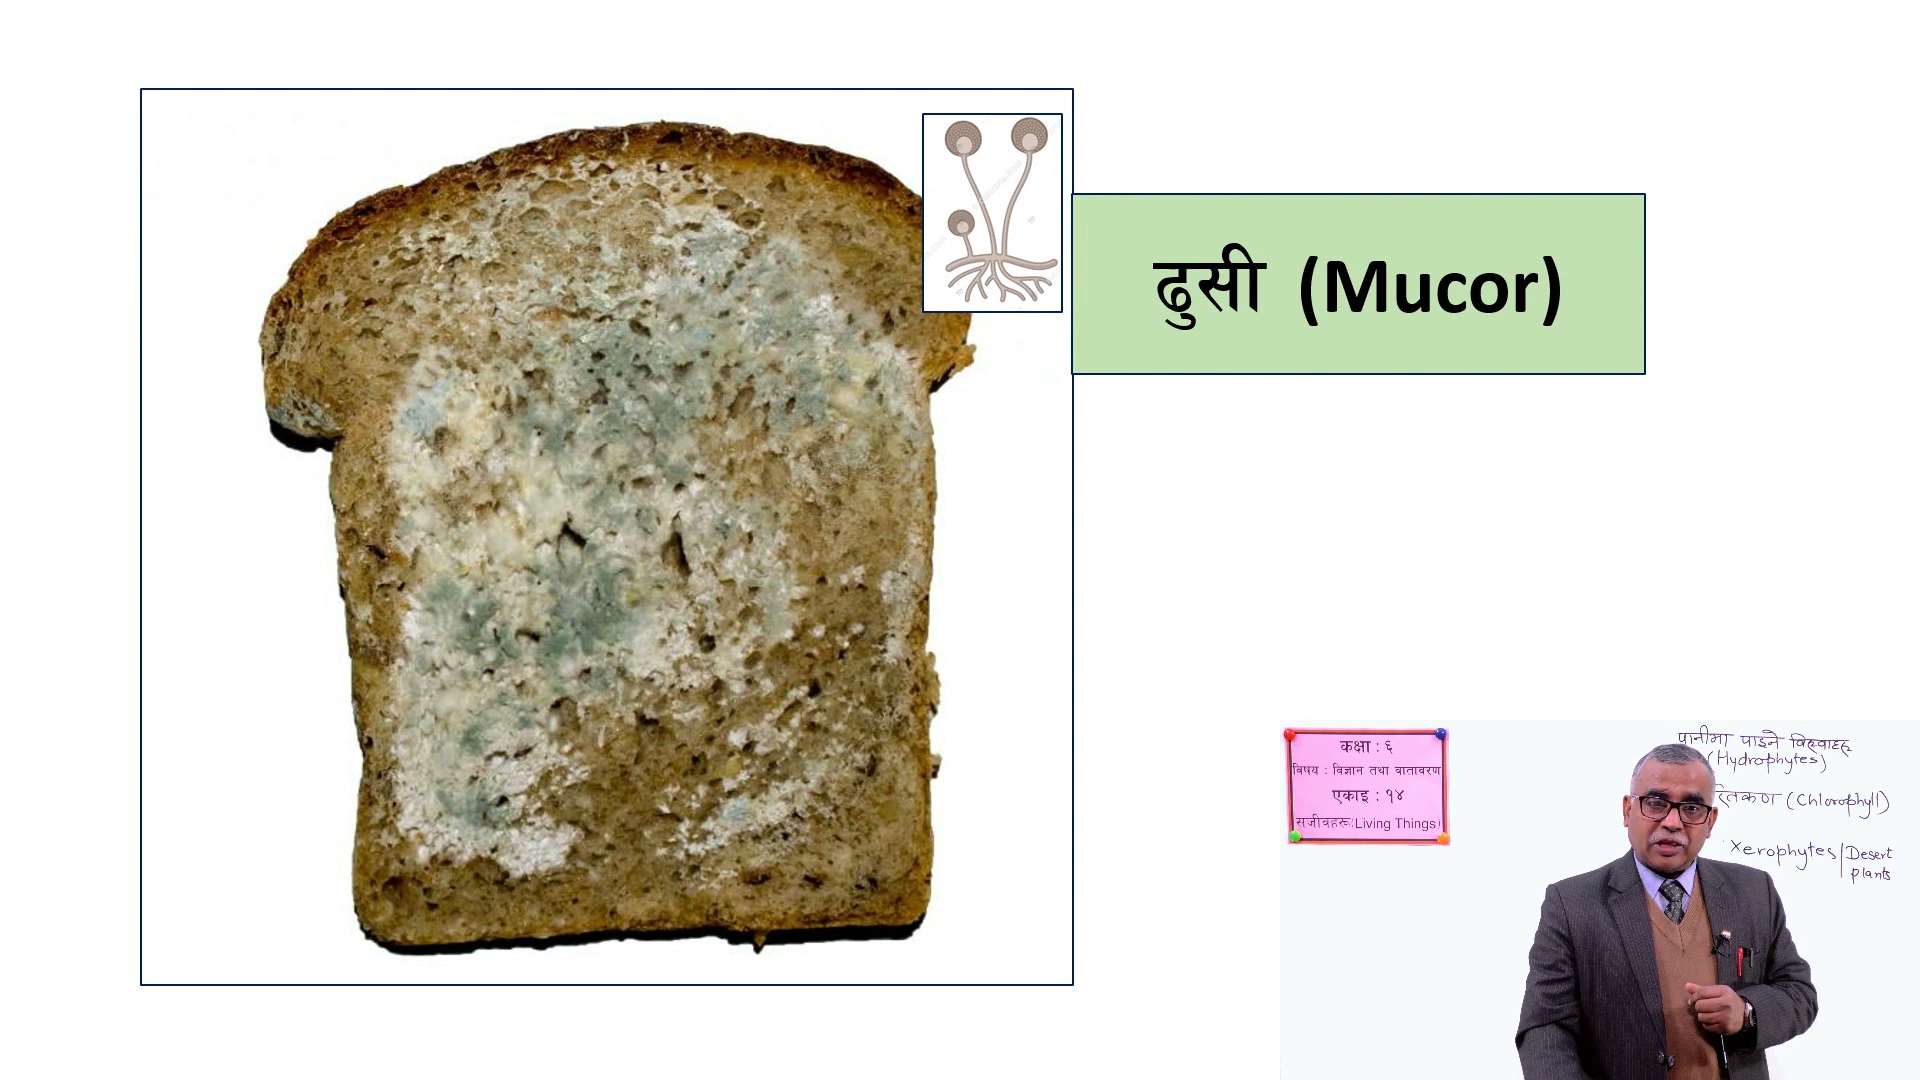 ढुसी (Mucor)
कक्षा : ६
विषय : विज्ञान तथा वातावरण
एकाइ : १४
सजीवहरू(Living Things)
पानीमा पाइने बिरुवाहरू
(Hydrophytes)
(Chlorophyll)
Xerophytes/Desert
plants